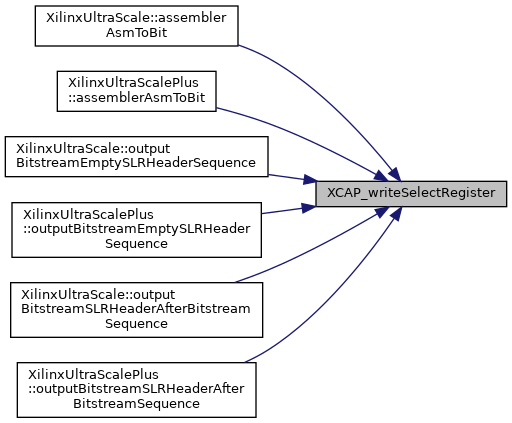 XilinxUltraScale::assembler
AsmToBit
XilinxUltraScalePlus
::assemblerAsmToBit
XilinxUltraScale::output
BitstreamEmptySLRHeaderSequence
XCAP_writeSelectRegister
XilinxUltraScalePlus
::outputBitstreamEmptySLRHeader
Sequence
XilinxUltraScale::output
BitstreamSLRHeaderAfterBitstream
Sequence
XilinxUltraScalePlus
::outputBitstreamSLRHeaderAfter
BitstreamSequence